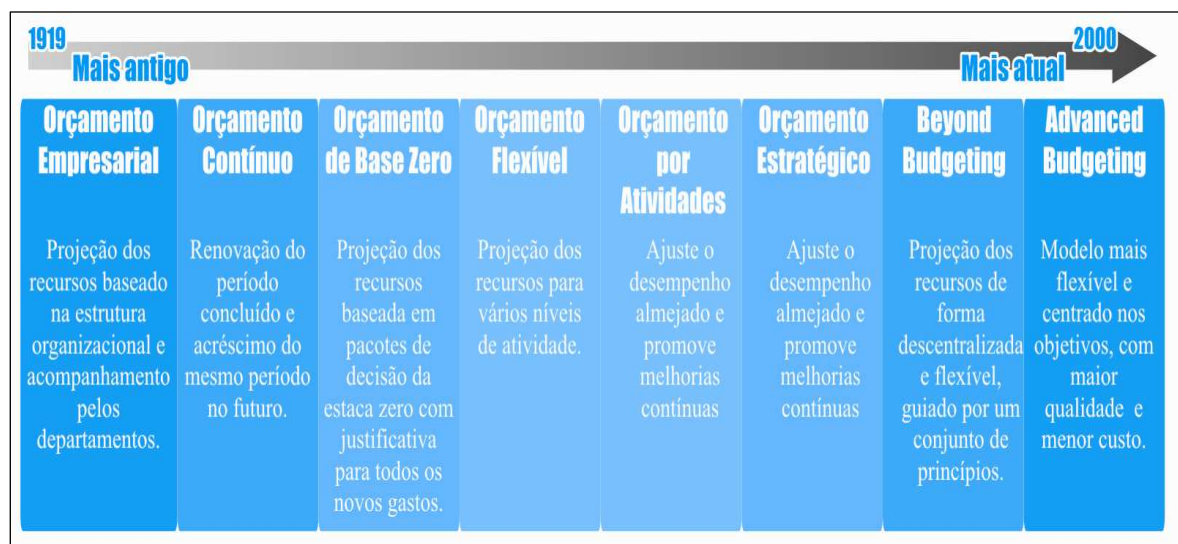 1919
Mais antigo
2000
Mais atual
Orçamento
Empresarial
Projeção dos
recursos baseado
na estrutura
organizacional e
acompanhamento
pelos
departamentos.
Orçamento
Contínuo
Renovação do
período
concluído e
acréscimo do
mesmo período
no futuro.
Orçamento
de Base Zero
Projeção dos
recursos
baseada em
pacotes de
decisão da
estaca zero com
justificativa
para todos os
novos gastos.
Orçamento
Flexível
Projeção dos
recursos para
vários níveis
de atividade.
Orçamento
por
Atividades
Ajuste o
desempenho
almejado e
promove
melhorias
contínuas
Orçamento
Estratégico
Ajuste o
desempenho
almejado e
promove
melhorias
contínuas
Beyond
Budgeting
Projeção dos
recursos de
forma
descentralizada
e flexível,
guiado por um
conjunto de
princípios.
Advanced
Budgeting
Modelo mais
flexível e
centrado nos
objetivos, com
maior
qualidade e
menor custo.